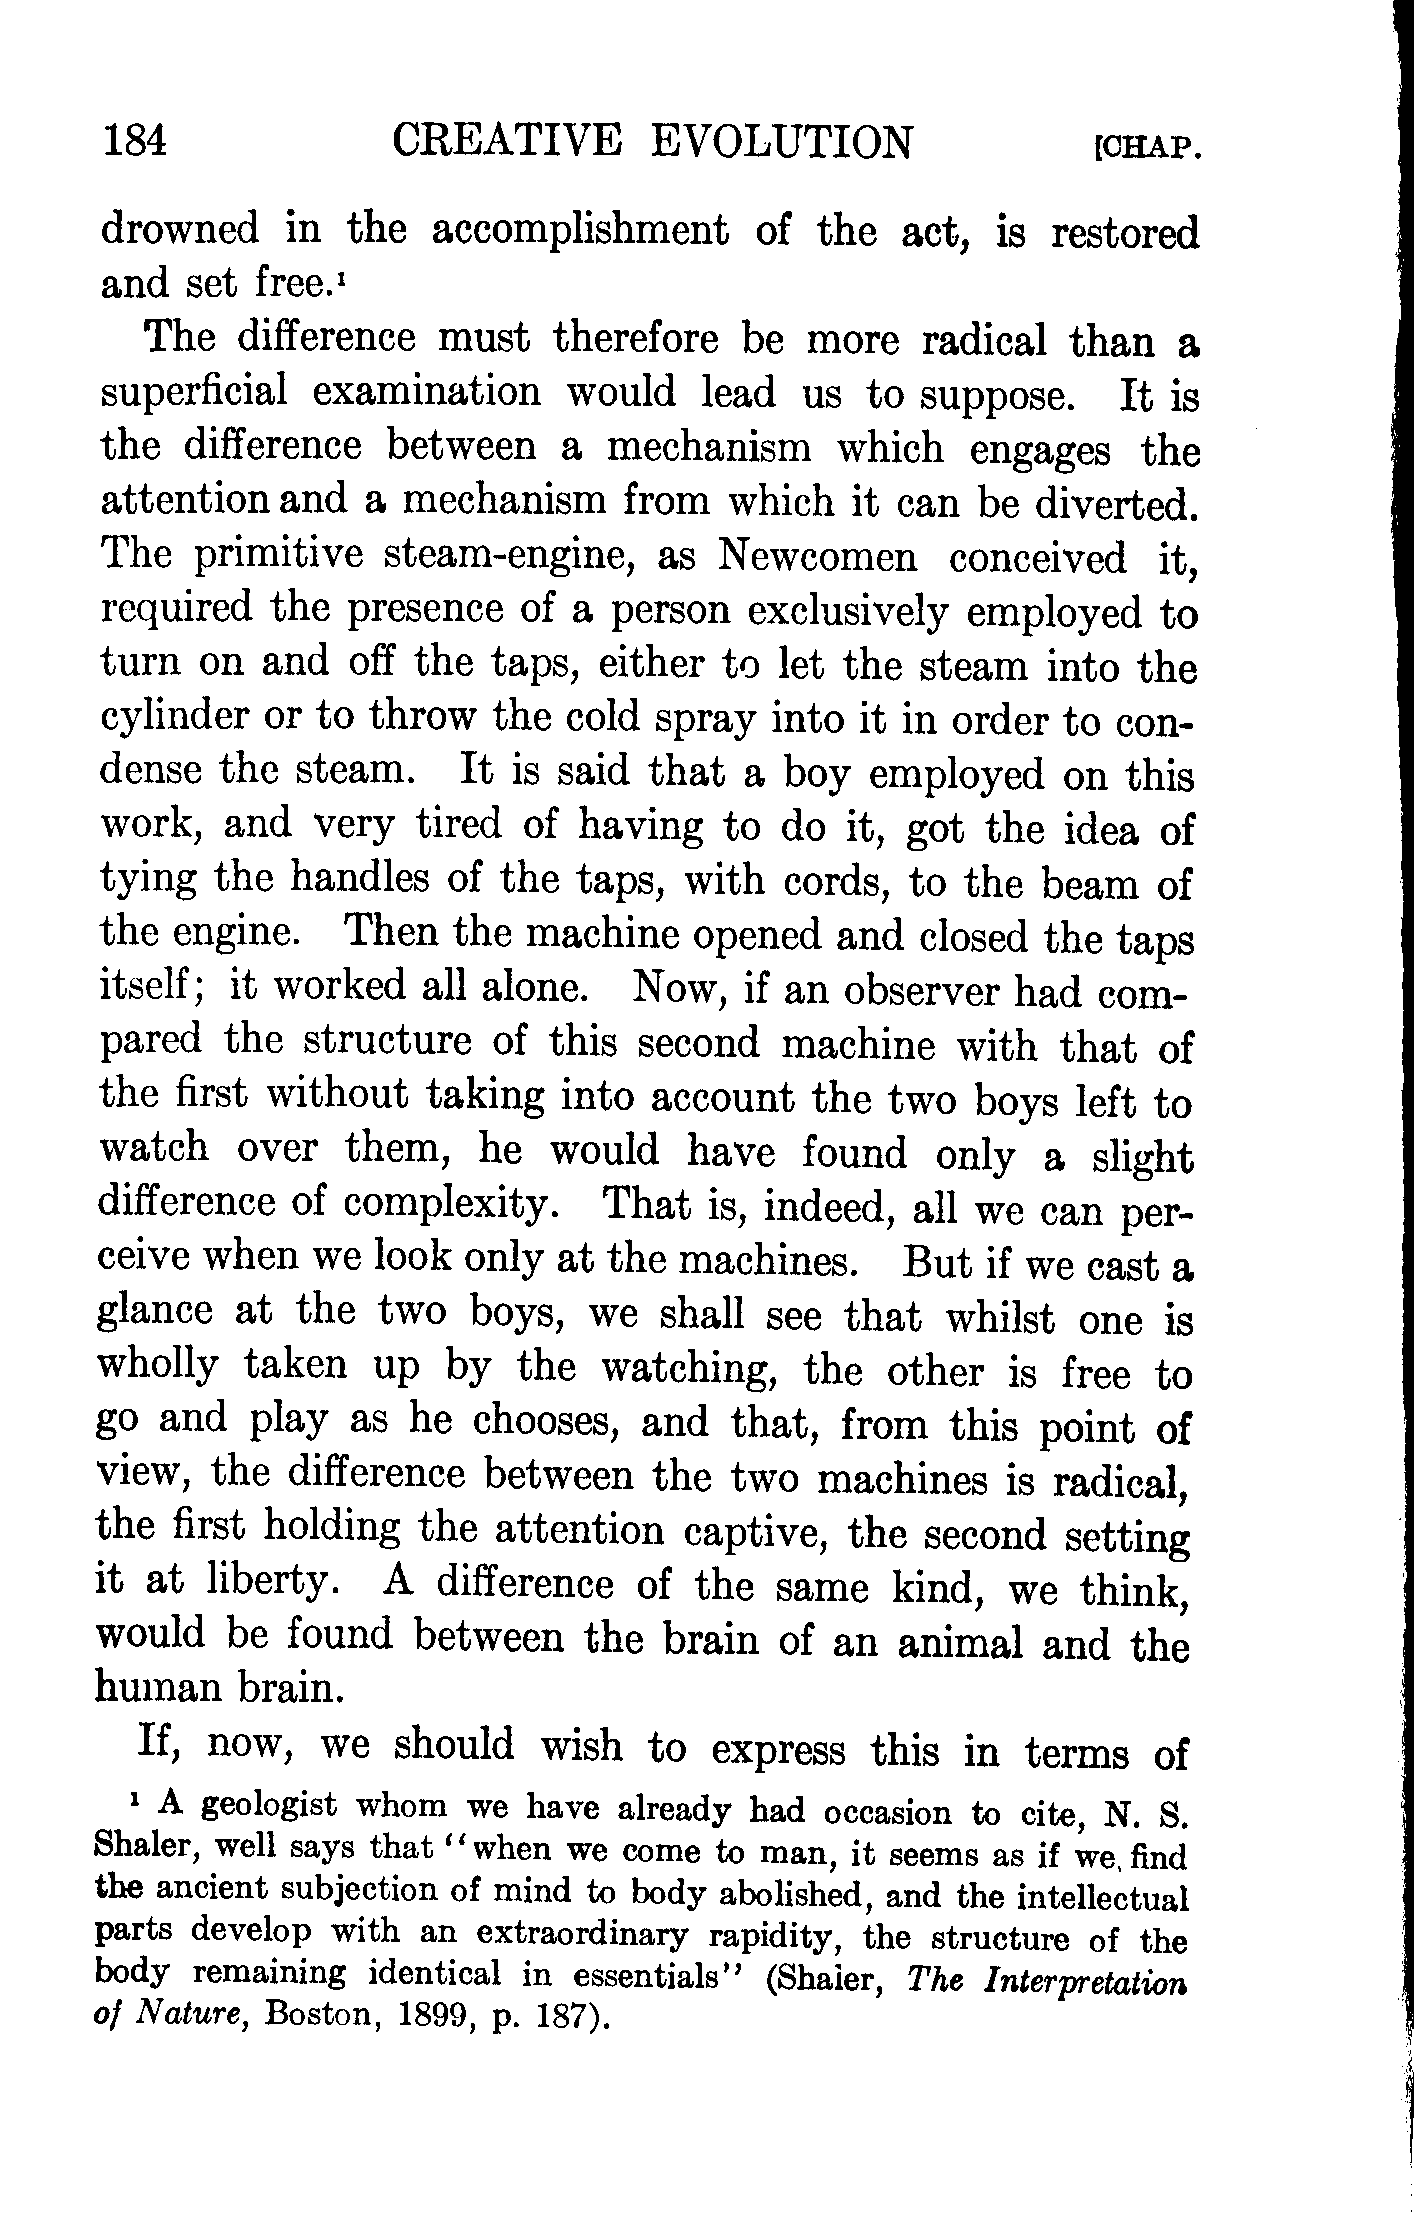 184 CREATIVE EVOLUTION [CHAP.
drowned in the accomplishment of the act, is restored
and set free.¹
The difference must therefore be more radical than a
superficial examination would lead us to suppose. It is
the difference between a mechanism which engages the
attention and a mechanism from which it can be diverted.
The primitive steam-engine, as Newcomen conceived it,
required the presence of a person exclusively employed to
turn on and off the taps, either to let the steam into the
cylinder or to throw the cold spray into it in order to con-
dense the steam. It is said that a boy employed on this
work, and very tired of having to do it, got the idea of
tying the handles of the taps, with cords, to the beam of
the engine. Then the machine opened and closed the taps
itself; it worked all alone. Now, if an observer had com-
pared the structure of this second machine with that of
the first without taking into account the two boys left to
watch over them, he would have found only a slight
difference of complexity. That is, indeed, all we can per-
ceive when we look only at the machines. But if we cast a
glance at the two boys, we shall see that whilst one is
wholly taken up by the watching, the other is free to
go and play as he chooses, and that, from this point of
view, the difference between the two machines is radical,
the first holding the attention captive, the second setting
it at liberty. A difference of the same kind, we think,
would be found between the brain of an animal and the
human brain.
If, now, we should wish to express this in terms of
¹ A geologist whom we have already had occasion to cite, N. S.
Shaler, well says that "when we come to man, it seems as if we find
the ancient subjection of mind to body abolished, and the intellectual
parts develop with an extraordinary rapidity, the structure of the
body remaining identical in essentials" (Shaler, The Interpretation
of Nature, Boston, 1899, p. 187).